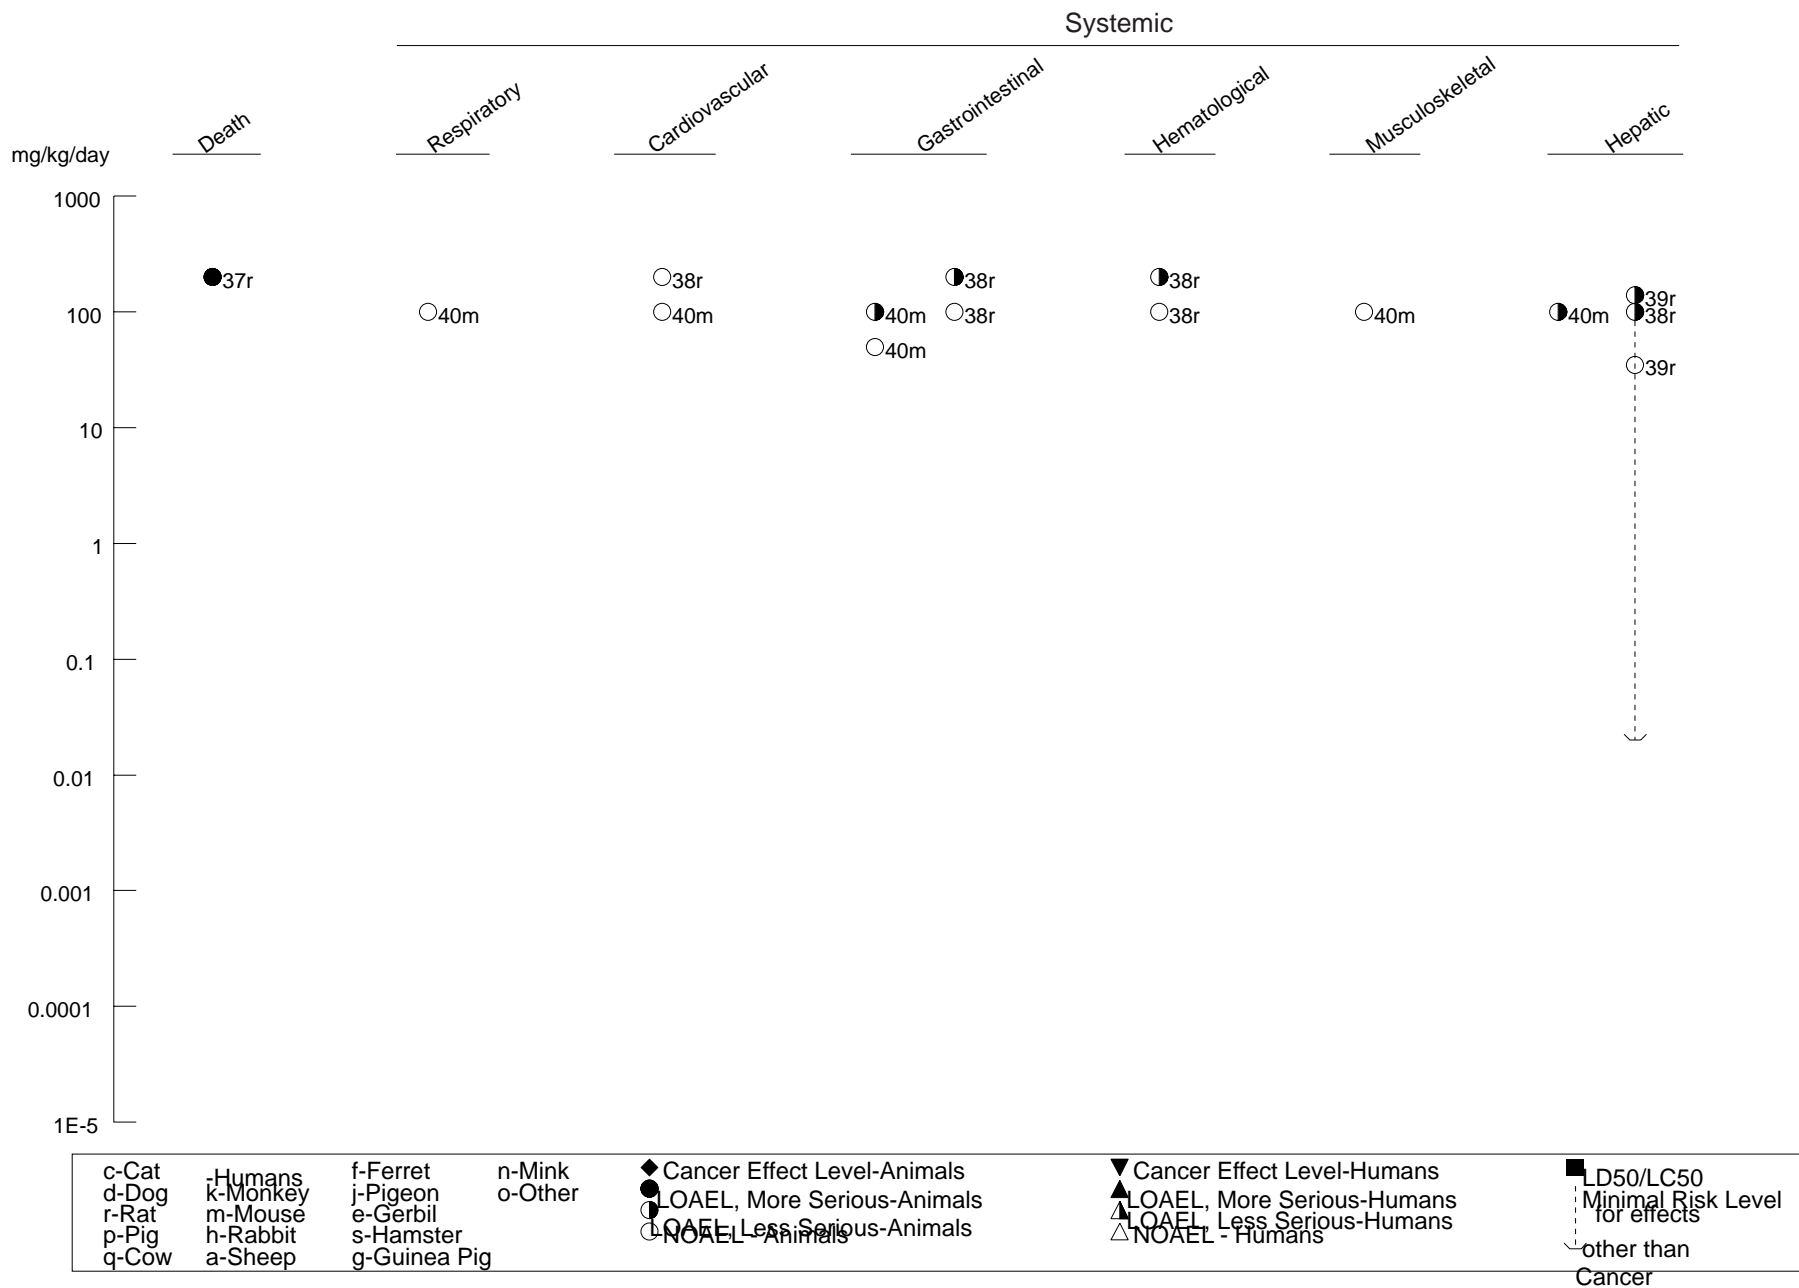 Systemic
Death
Respiratory
Cardiovascular
Gastrointestinal
Hematological
Musculoskeletal
Hepatic
mg/kg/day
1000
37r
38r
38r
38r
39r
100
40m
40m
40m
38r
38r
40m
40m
38r
40m
39r
10
1
0.1
0.01
0.001
0.0001
1E-5
c-Cat
d-Dog
r-Rat
p-Pig
q-Cow
-Humans
k-Monkey
m-Mouse
h-Rabbit
a-Sheep
f-Ferret
j-Pigeon
e-Gerbil
s-Hamster
g-Guinea Pig
n-Mink
o-Other
Cancer Effect Level-Animals
LOAEL, More Serious-Animals
LOAEL, Less Serious-Animals
NOAEL - Animals
Cancer Effect Level-Humans
LOAEL, More Serious-Humans
LOAEL, Less Serious-Humans
NOAEL - Humans
LD50/LC50
Minimal Risk Level
for effects
other than
Cancer